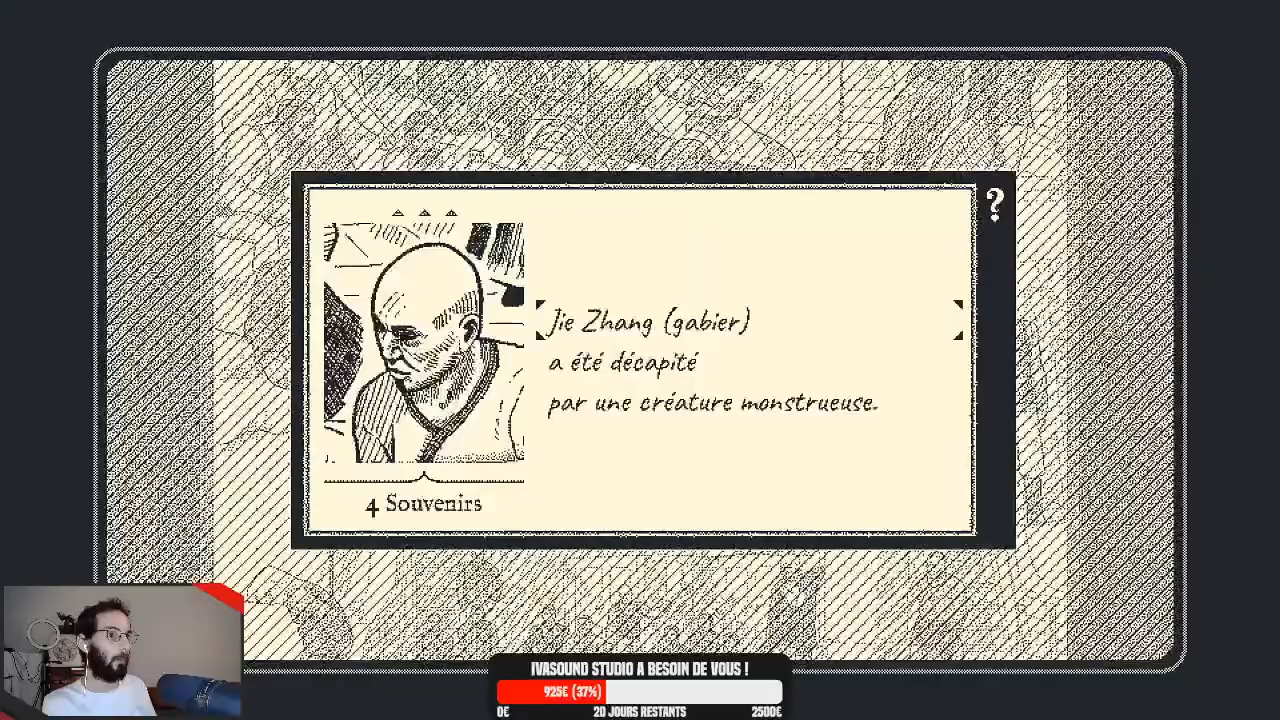 ?
Jie Zhang (gabier)
a été décapité
par une créature monstrueuse.
4 Souvenirs
IVASOUND STUDIO A BESOIN DE VOUS !
925€ (37%)
0€ 20 JOURS RESTANTS 2500€